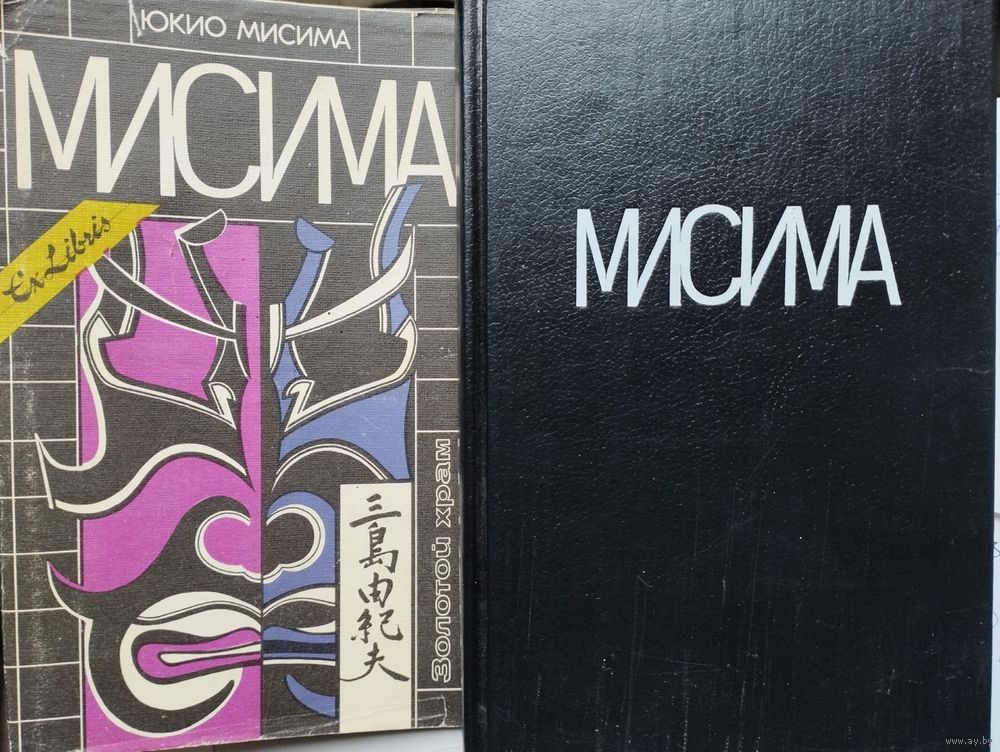 ЮКИО МИСИМА
МИСИМА
Ex Libris
Золотой храм
三島由紀夫
МИСИМА
www.ay.by